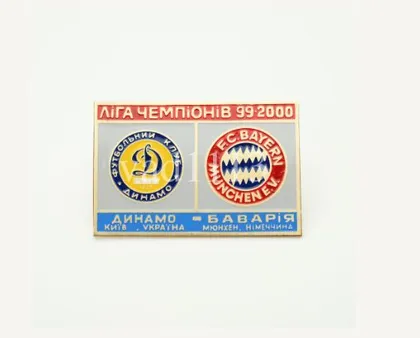 ЛІГА ЧЕМПІОНІВ 99-2000
ФУТБОЛЬНИЙ КЛУБ
Д
ДИНАМО
F.C. BAYERN
MÜNCHEN E.V.
ДИНАМО - БАВАРІЯ
КИЇВ, УКРАЇНА МЮНХЕН, НІМЕЧЧИНА